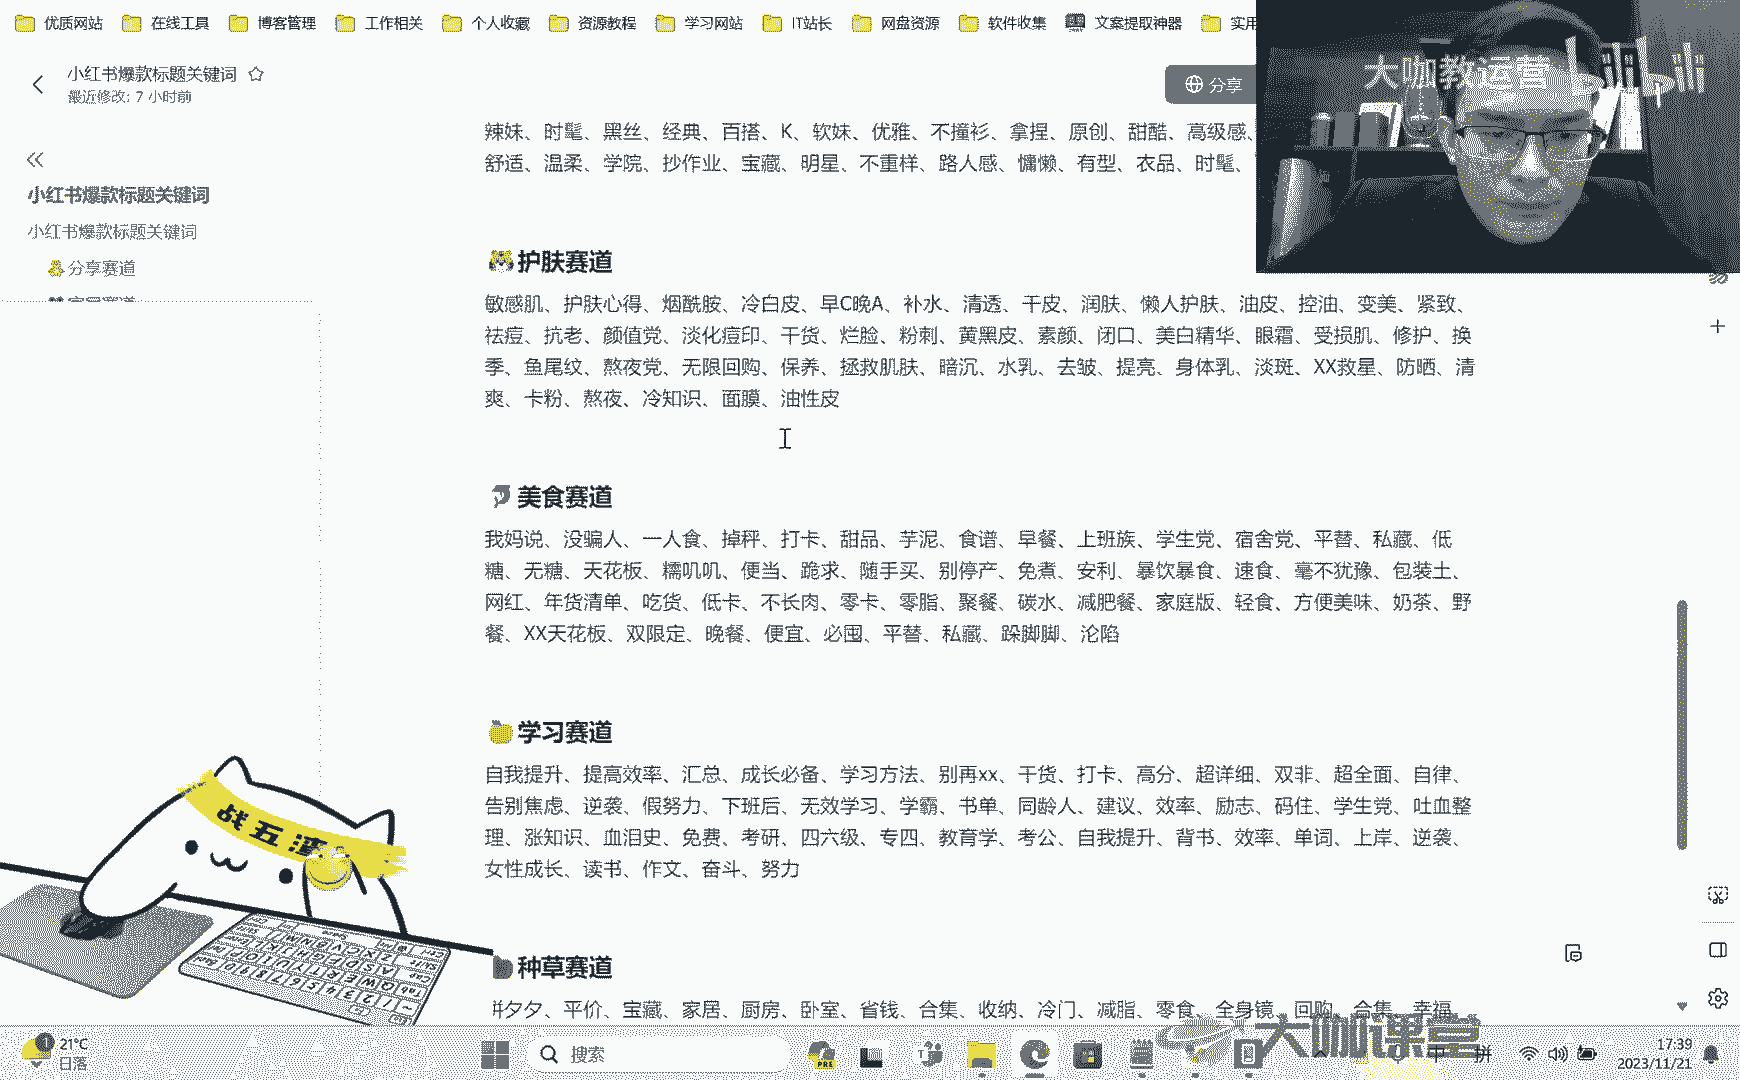 优质网站 在线工具 博客管理 工作相关 个人收藏 资源教程 学习网站 IT站长 网盘资源 软件收集 文案提取神器 实用
小红书爆款标题关键词
最近修改: 7 小时前
分享
大咖教运营 bilibili
小红书爆款标题关键词
小红书爆款标题关键词
分享赛道
辣妹、时髦、黑丝、经典、百搭、K、软妹、优雅、不撞衫、拿捏、原创、甜酷、高级感、
舒适、温柔、学院、抄作业、宝藏、明星、不重样、路人感、慵懒、有型、衣品、时髦、
护肤赛道
敏感肌、护肤心得、烟酰胺、冷白皮、早C晚A、补水、清透、干皮、润肤、懒人护肤、油皮、控油、变美、紧致、
祛痘、抗老、颜值党、淡化痘印、干货、烂脸、粉刺、黄黑皮、素颜、闭口、美白精华、眼霜、受损肌、修护、换
季、鱼尾纹、熬夜党、无限回购、保养、拯救肌肤、暗沉、水乳、去皱、提亮、身体乳、淡斑、XX救星、防晒、清
爽、卡粉、熬夜、冷知识、面膜、油性皮
美食赛道
我妈说、没骗人、一人食、掉秤、打卡、甜品、芋泥、食谱、早餐、上班族、学生党、宿舍党、平替、私藏、低
糖、无糖、天花板、糯叽叽、便当、跪求、随手买、别停产、免煮、安利、暴饮暴食、速食、毫不犹豫、包装土、
网红、年货清单、吃货、低卡、不长肉、零卡、零脂、聚餐、碳水、减肥餐、家庭版、轻食、方便美味、奶茶、野
餐、XX天花板、双限定、晚餐、便宜、必囤、平替、私藏、跺脚脚、沦陷
学习赛道
自我提升、提高效率、汇总、成长必备、学习方法、别再xx、干货、打卡、高分、超详细、双非、超全面、自律、
告别焦虑、逆袭、假努力、下班后、无效学习、学霸、书单、同龄人、建议、效率、励志、码住、学生党、吐血整
理、涨知识、血泪史、免费、考研、四六级、专四、教育学、考公、自我提升、背书、效率、单词、上岸、逆袭、
女性成长、读书、作文、奋斗、努力
种草赛道
拼夕夕、平价、宝藏、家居、厨房、卧室、省钱、合集、收纳、冷门、减脂、零食、全身镜、回购、合集、幸福
战五渣
大咖课堂
21°C
日落
搜索
中 拼
17:39
2023/11/21